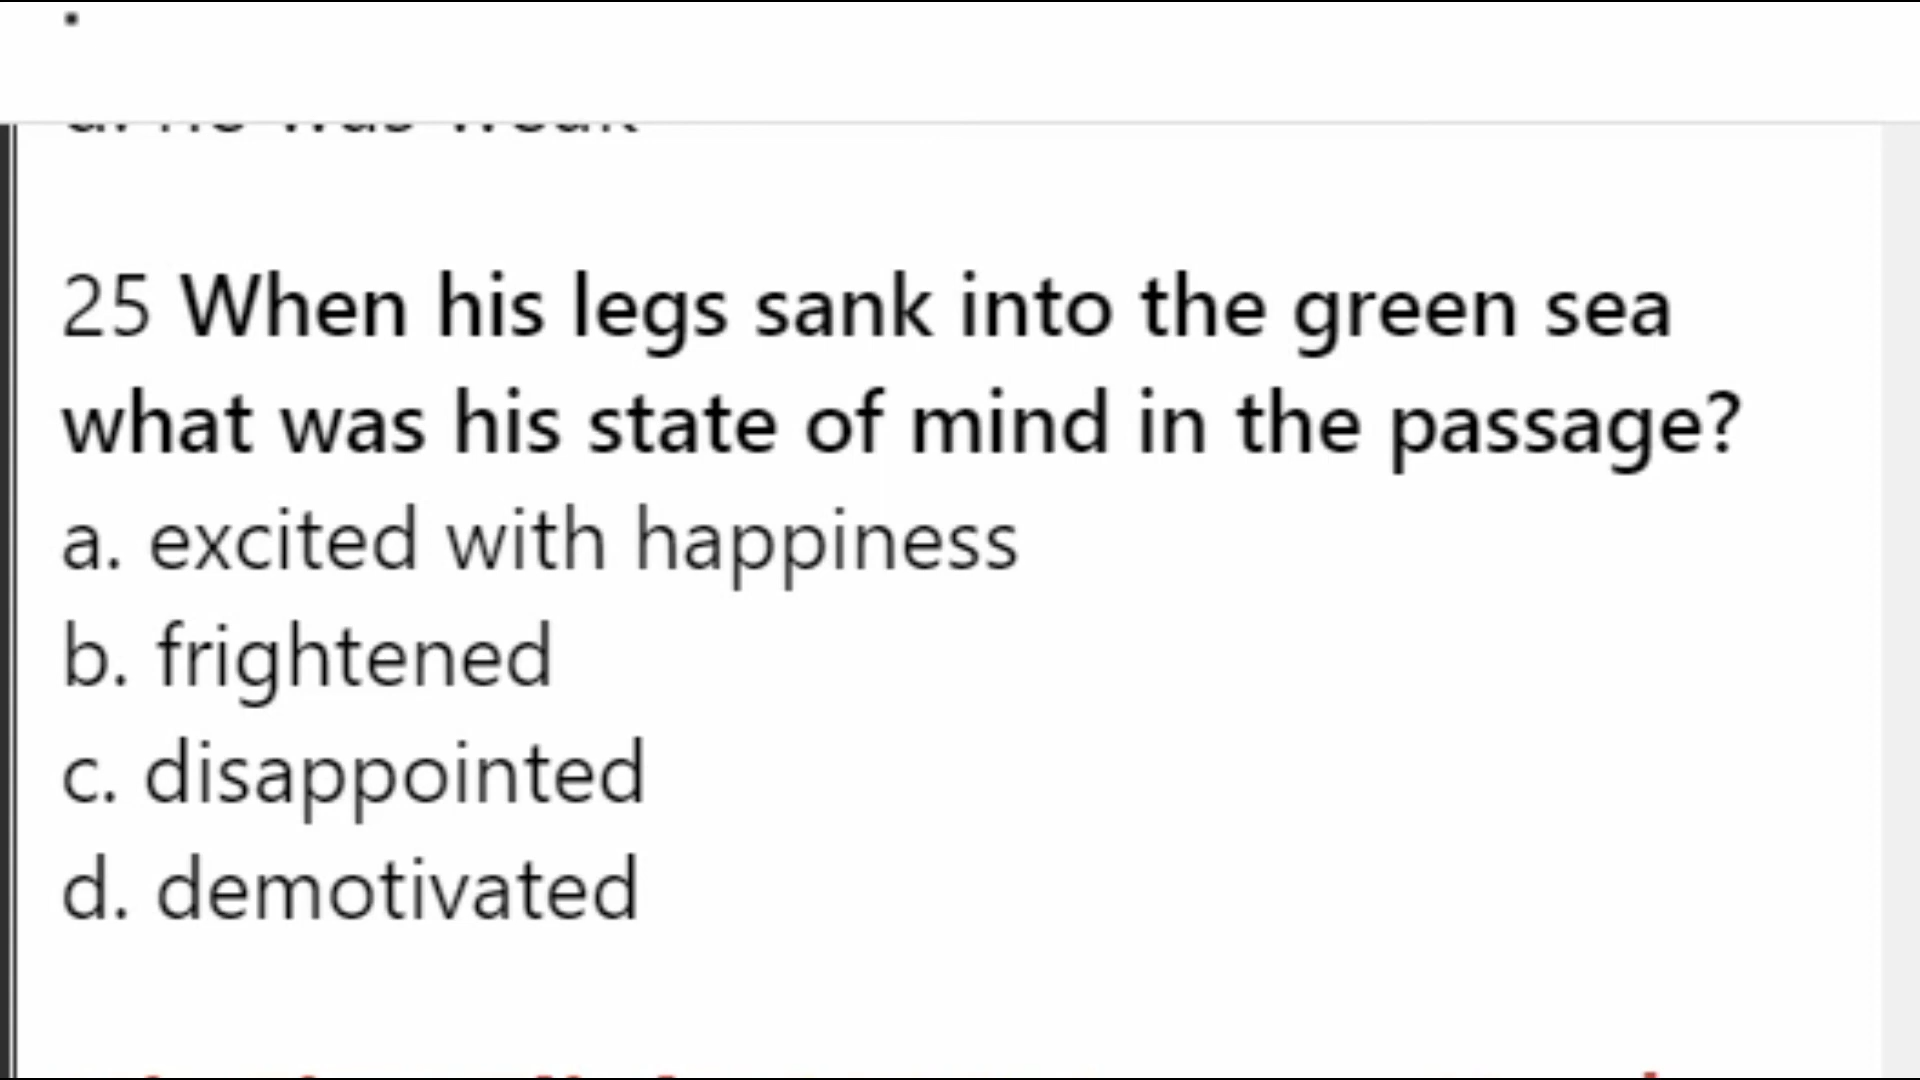 25 When his legs sank into the green sea
what was his state of mind in the passage?
a. excited with happiness
b. frightened
c. disappointed
d. demotivated